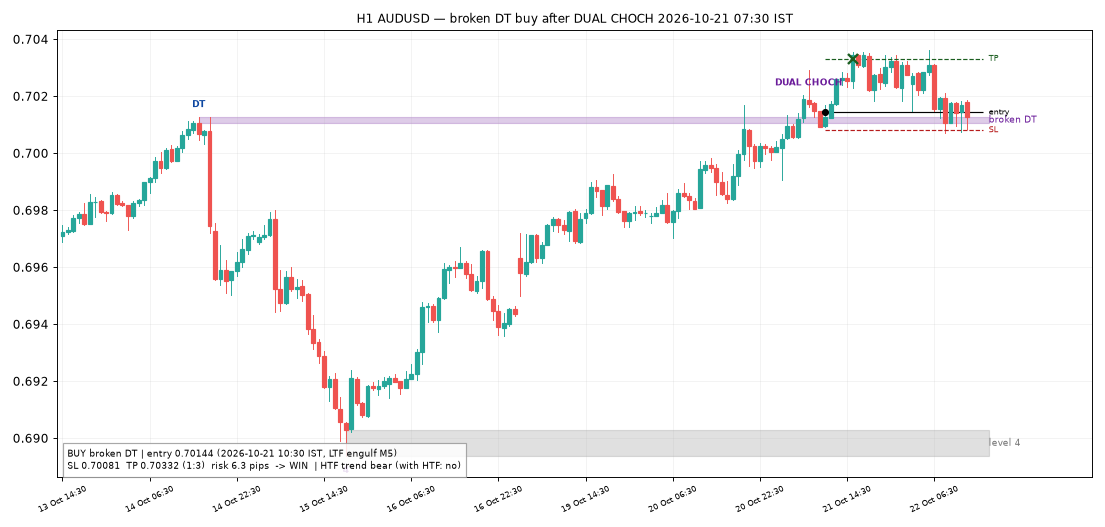 H1 AUDUSD — broken DT buy after DUAL CHOCH 2026-10-21 07:30 IST
0.704
TP
DUAL CHOCH
0.702
DT
entry
broken DT
SL
0.700
0.698
0.696
0.694
0.692
0.690
level 4
BUY broken DT | entry 0.70144 (2026-10-21 10:30 IST, LTF engulf M5)
SL 0.70081 TP 0.70332 (1:3) risk 6.3 pips -> WIN | HTF trend bear (with HTF: no)
13 Oct 14:30
14 Oct 06:30
14 Oct 22:30
15 Oct 14:30
16 Oct 06:30
16 Oct 22:30
19 Oct 14:30
20 Oct 06:30
20 Oct 22:30
21 Oct 14:30
22 Oct 06:30